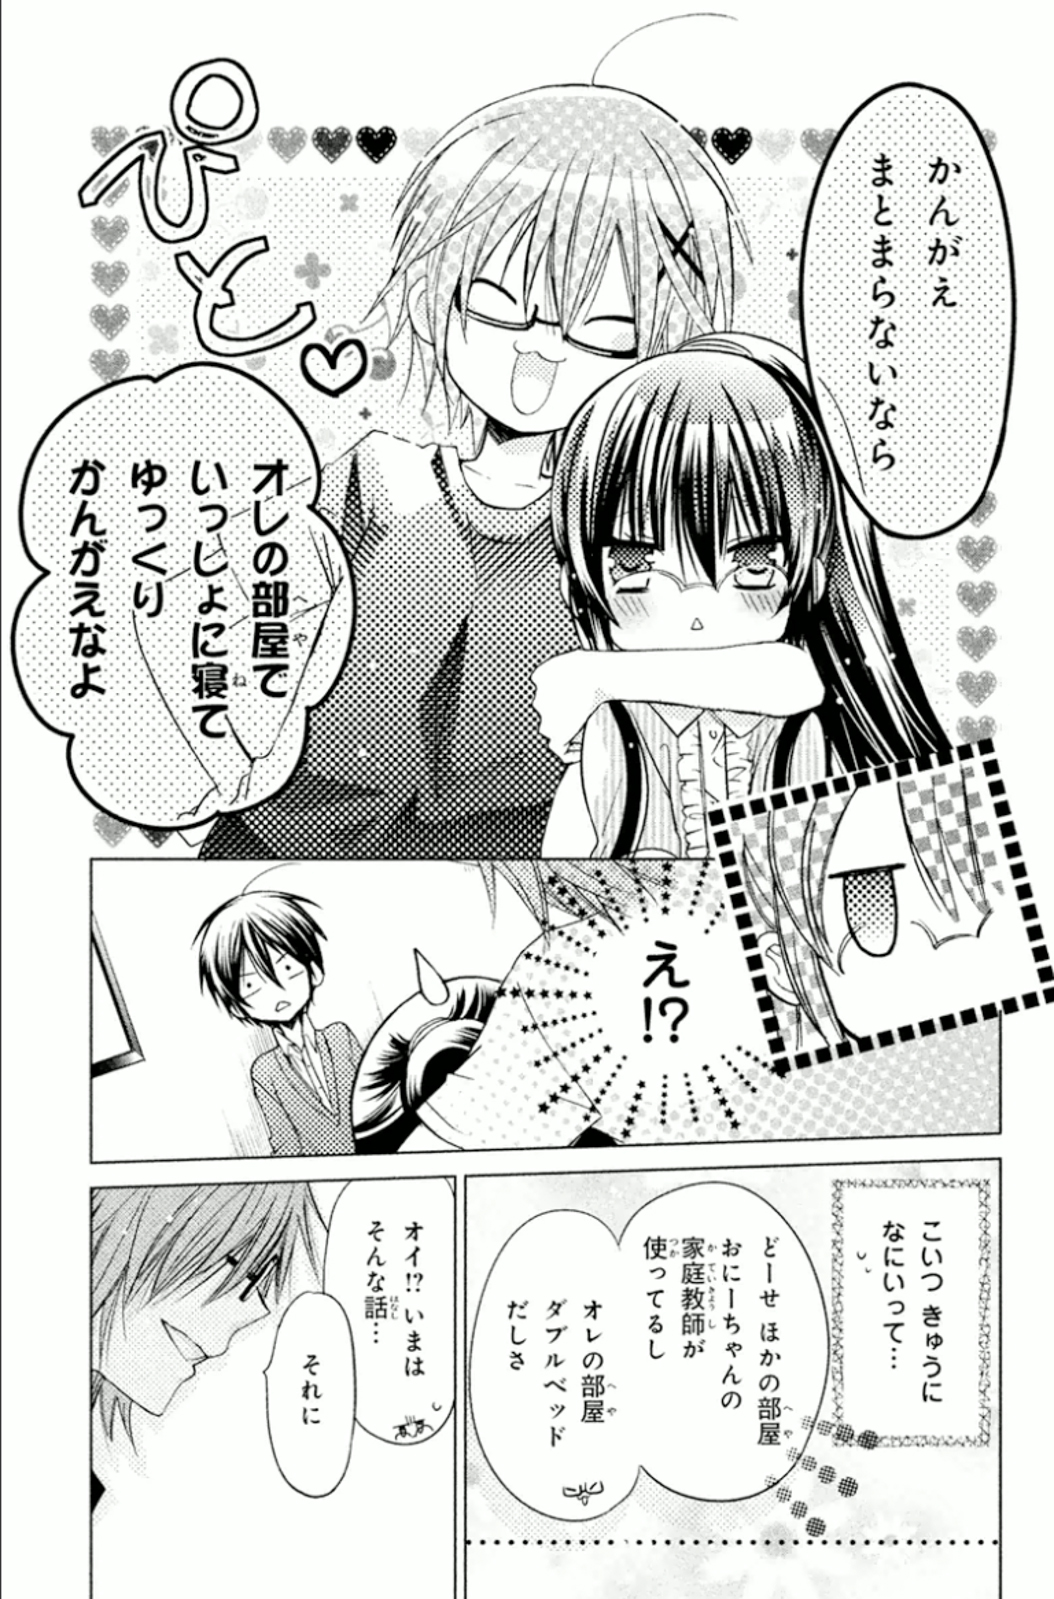 かんがえ
まとまらないなら
ぴと♡
オレの部屋で
いっしょに寝て
ゆっくり
かんがえなよ
え!?
こいつ きゅうに
なにいって…
どーせ ほかの部屋
おにーちゃんの
家庭教師が
使ってるし
オレの部屋
ダブルベッド
だしさ
オイ!? いまは
そんな話…
それに